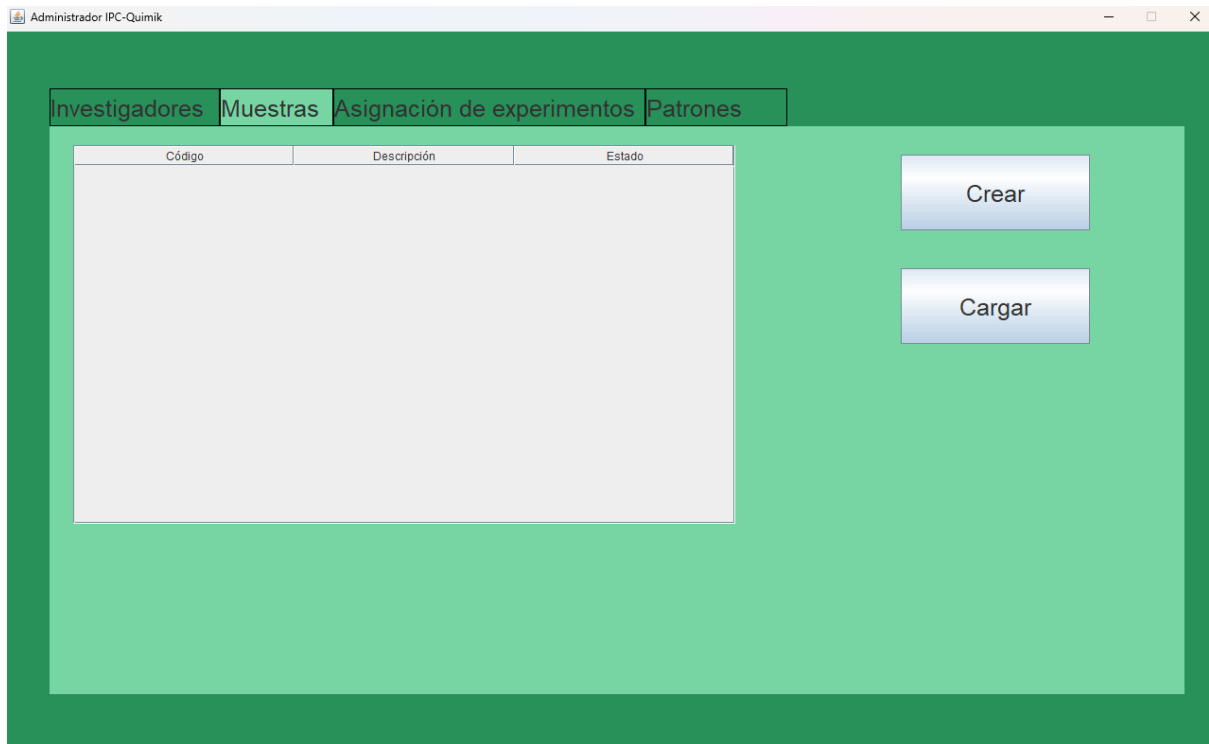 Administrador IPC-Quimik
Investigadores Muestras Asignación de experimentos Patrones
Código Descripción Estado
Crear
Cargar